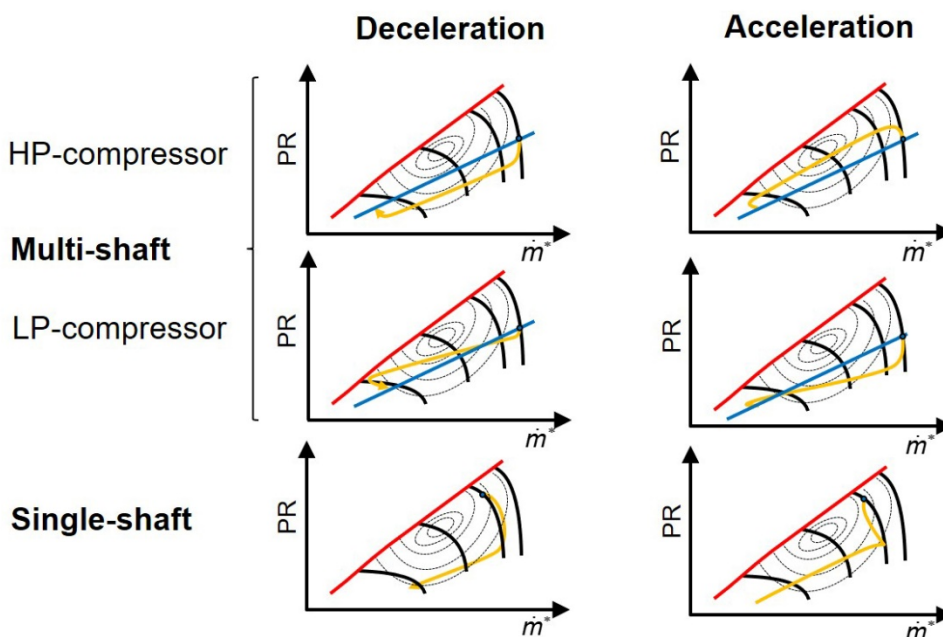 Deceleration
Acceleration
HP-compressor
PR
ṁ*
PR
ṁ*
Multi-shaft
LP-compressor
PR
ṁ*
PR
ṁ*
Single-shaft
PR
ṁ*
PR
ṁ*